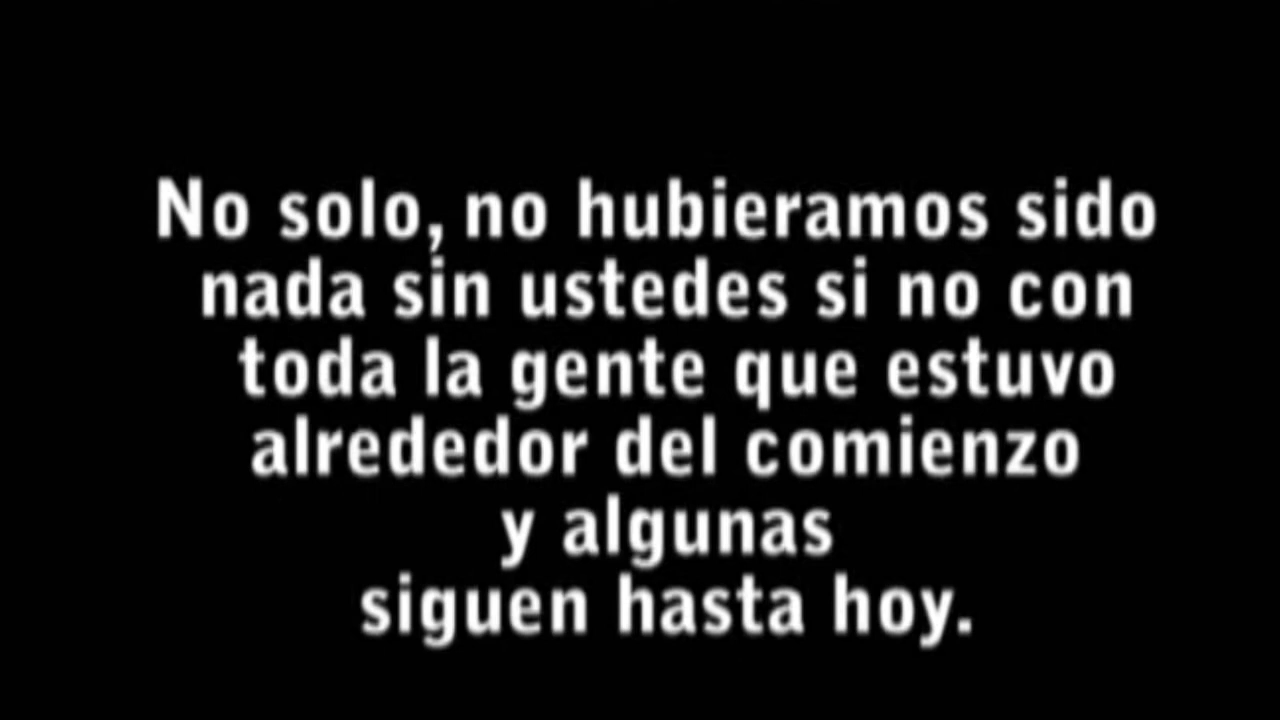 No solo, no hubieramos sido
nada sin ustedes si no con
toda la gente que estuvo
alrededor del comienzo
y algunas
siguen hasta hoy.